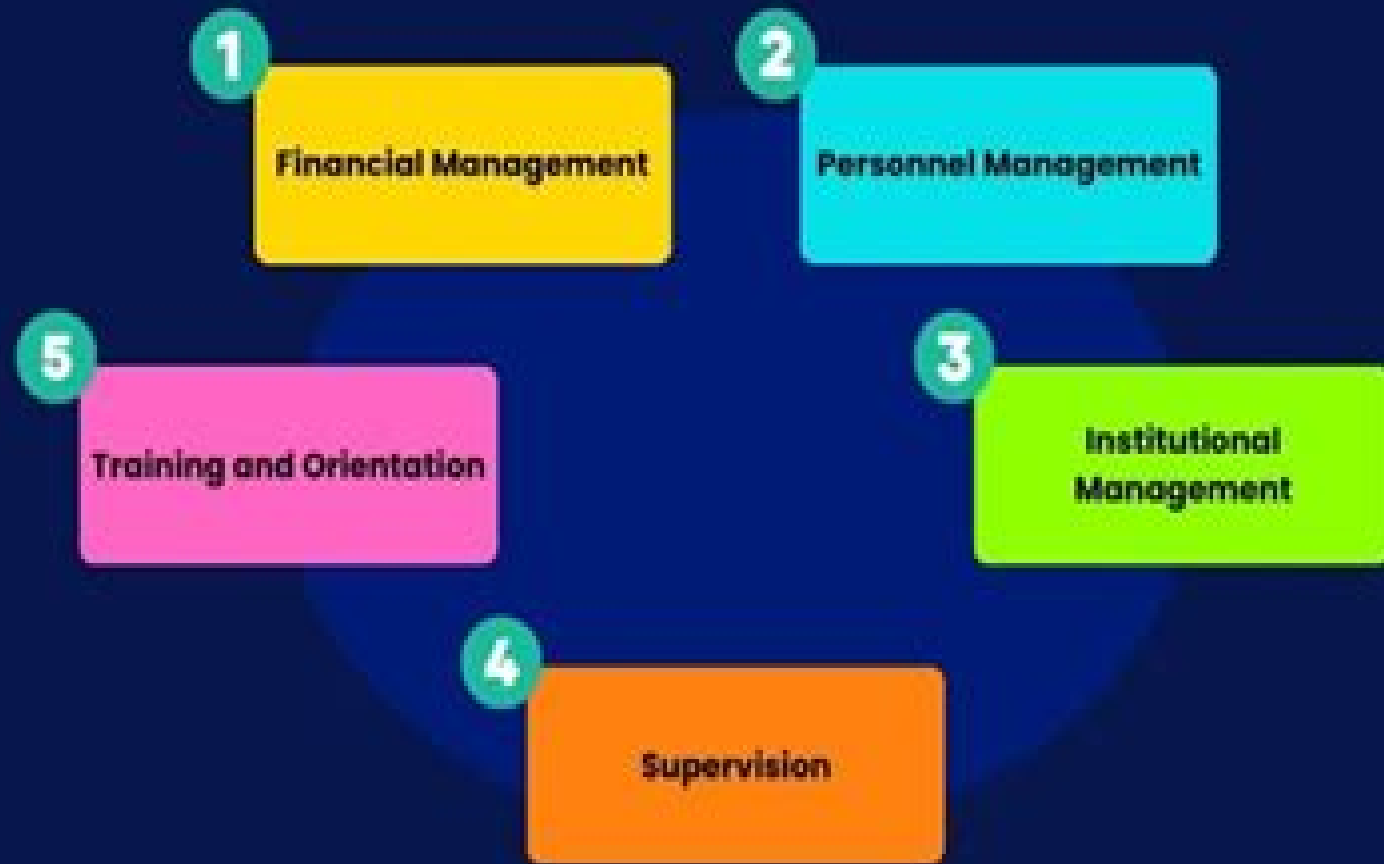 1
Financial Management
2
Personnel Management
3
Institutional
Management
4
Supervision
5
Training and Orientation